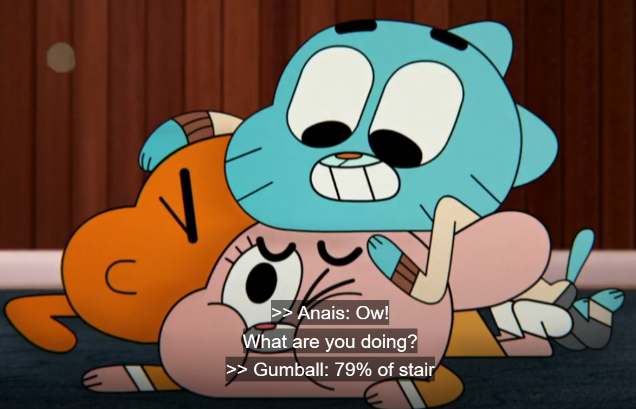 >> Anais: Ow!
What are you doing?
>> Gumball: 79% of stair